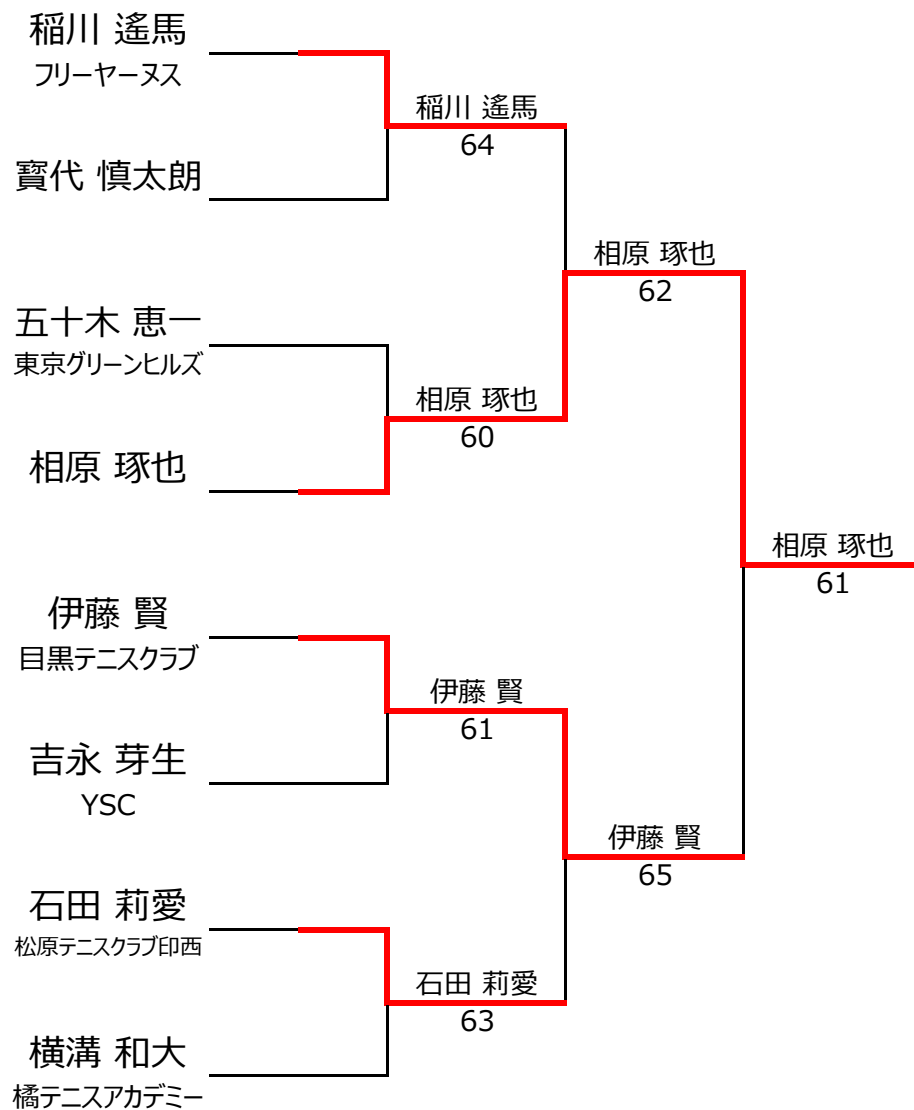 稲川 遙馬
フリーヤーヌス
寳代 慎太朗
五十木 恵一
東京グリーンヒルズ
相原 琢也
伊藤 賢
目黒テニスクラブ
吉永 芽生
YSC
石田 莉愛
松原テニスクラブ印西
横溝 和大
橘テニスアカデミー
稲川 遙馬
64
相原 琢也
60
伊藤 賢
61
石田 莉愛
63
相原 琢也
62
伊藤 賢
65
相原 琢也
61